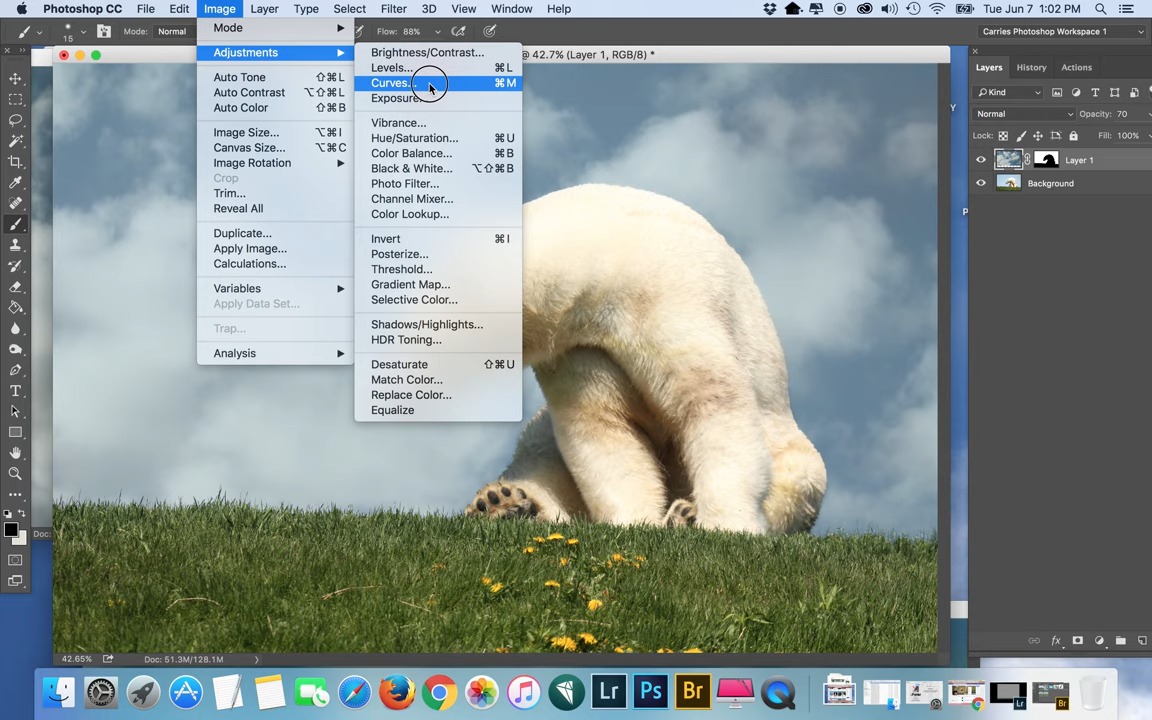 Photoshop CC File Edit Image Layer Type Select Filter 3D View Window Help Tue Jun 7 1:02 PM
15 Mode: Normal Flow: 88% Carries Photoshop Workspace 1
@ 42.7% (Layer 1, RGB/8) *
Mode
Adjustments
Auto Tone ⇧⌘L
Auto Contrast ⌥⇧⌘L
Auto Color ⇧⌘B
Image Size... ⌥⌘I
Canvas Size... ⌥⌘C
Image Rotation
Crop
Trim...
Reveal All
Duplicate...
Apply Image...
Calculations...
Variables
Apply Data Set...
Trap...
Analysis
Brightness/Contrast...
Levels... ⌘L
Curves... ⌘M
Exposure
Vibrance...
Hue/Saturation... ⌘U
Color Balance... ⌘B
Black & White... ⌥⇧⌘B
Photo Filter...
Channel Mixer...
Color Lookup...
Invert ⌘I
Posterize...
Threshold...
Gradient Map...
Selective Color...
Shadows/Highlights...
HDR Toning...
Desaturate ⇧⌘U
Match Color...
Replace Color...
Equalize
Layers History Actions
Kind
Normal Opacity: 70
Lock: Fill: 100%
Layer 1
Background
Doc:
42.65% Doc: 51.3M/128.1M
Lr Ps Br
Lr Br